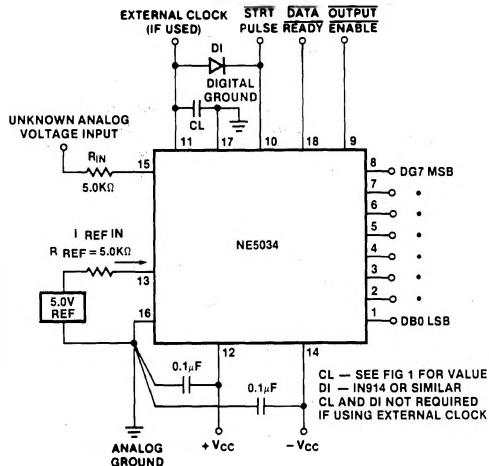 EXTERNAL CLOCK
(IF USED)
STRT
PULSE
DATA
READY
OUTPUT
ENABLE
DI
DIGITAL
GROUND
CL
UNKNOWN ANALOG
VOLTAGE INPUT
11
17
10
18
9
RIN
15
5.0KΩ
8
DG7 MSB
7
6
I REF IN
NE5034
5
R REF = 5.0KΩ
4
13
3
5.0V
REF
2
16
1
DB0 LSB
12
14
0.1μF
0.1μF
CL — SEE FIG 1 FOR VALUE
DI — IN914 OR SIMILAR
CL AND DI NOT REQUIRED
IF USING EXTERNAL CLOCK
ANALOG
GROUND
+VCC
−VCC